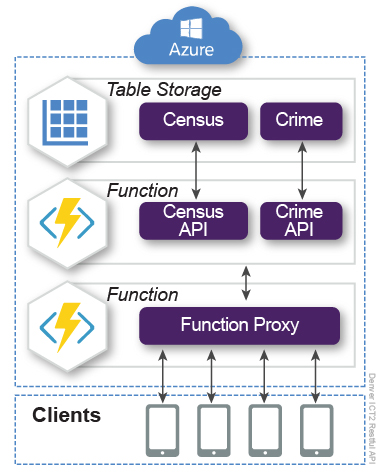 Azure
Table Storage
Census
Crime
Function
Census
API
Crime
API
Function
Function Proxy
Clients
Denver ICT2 Restful API